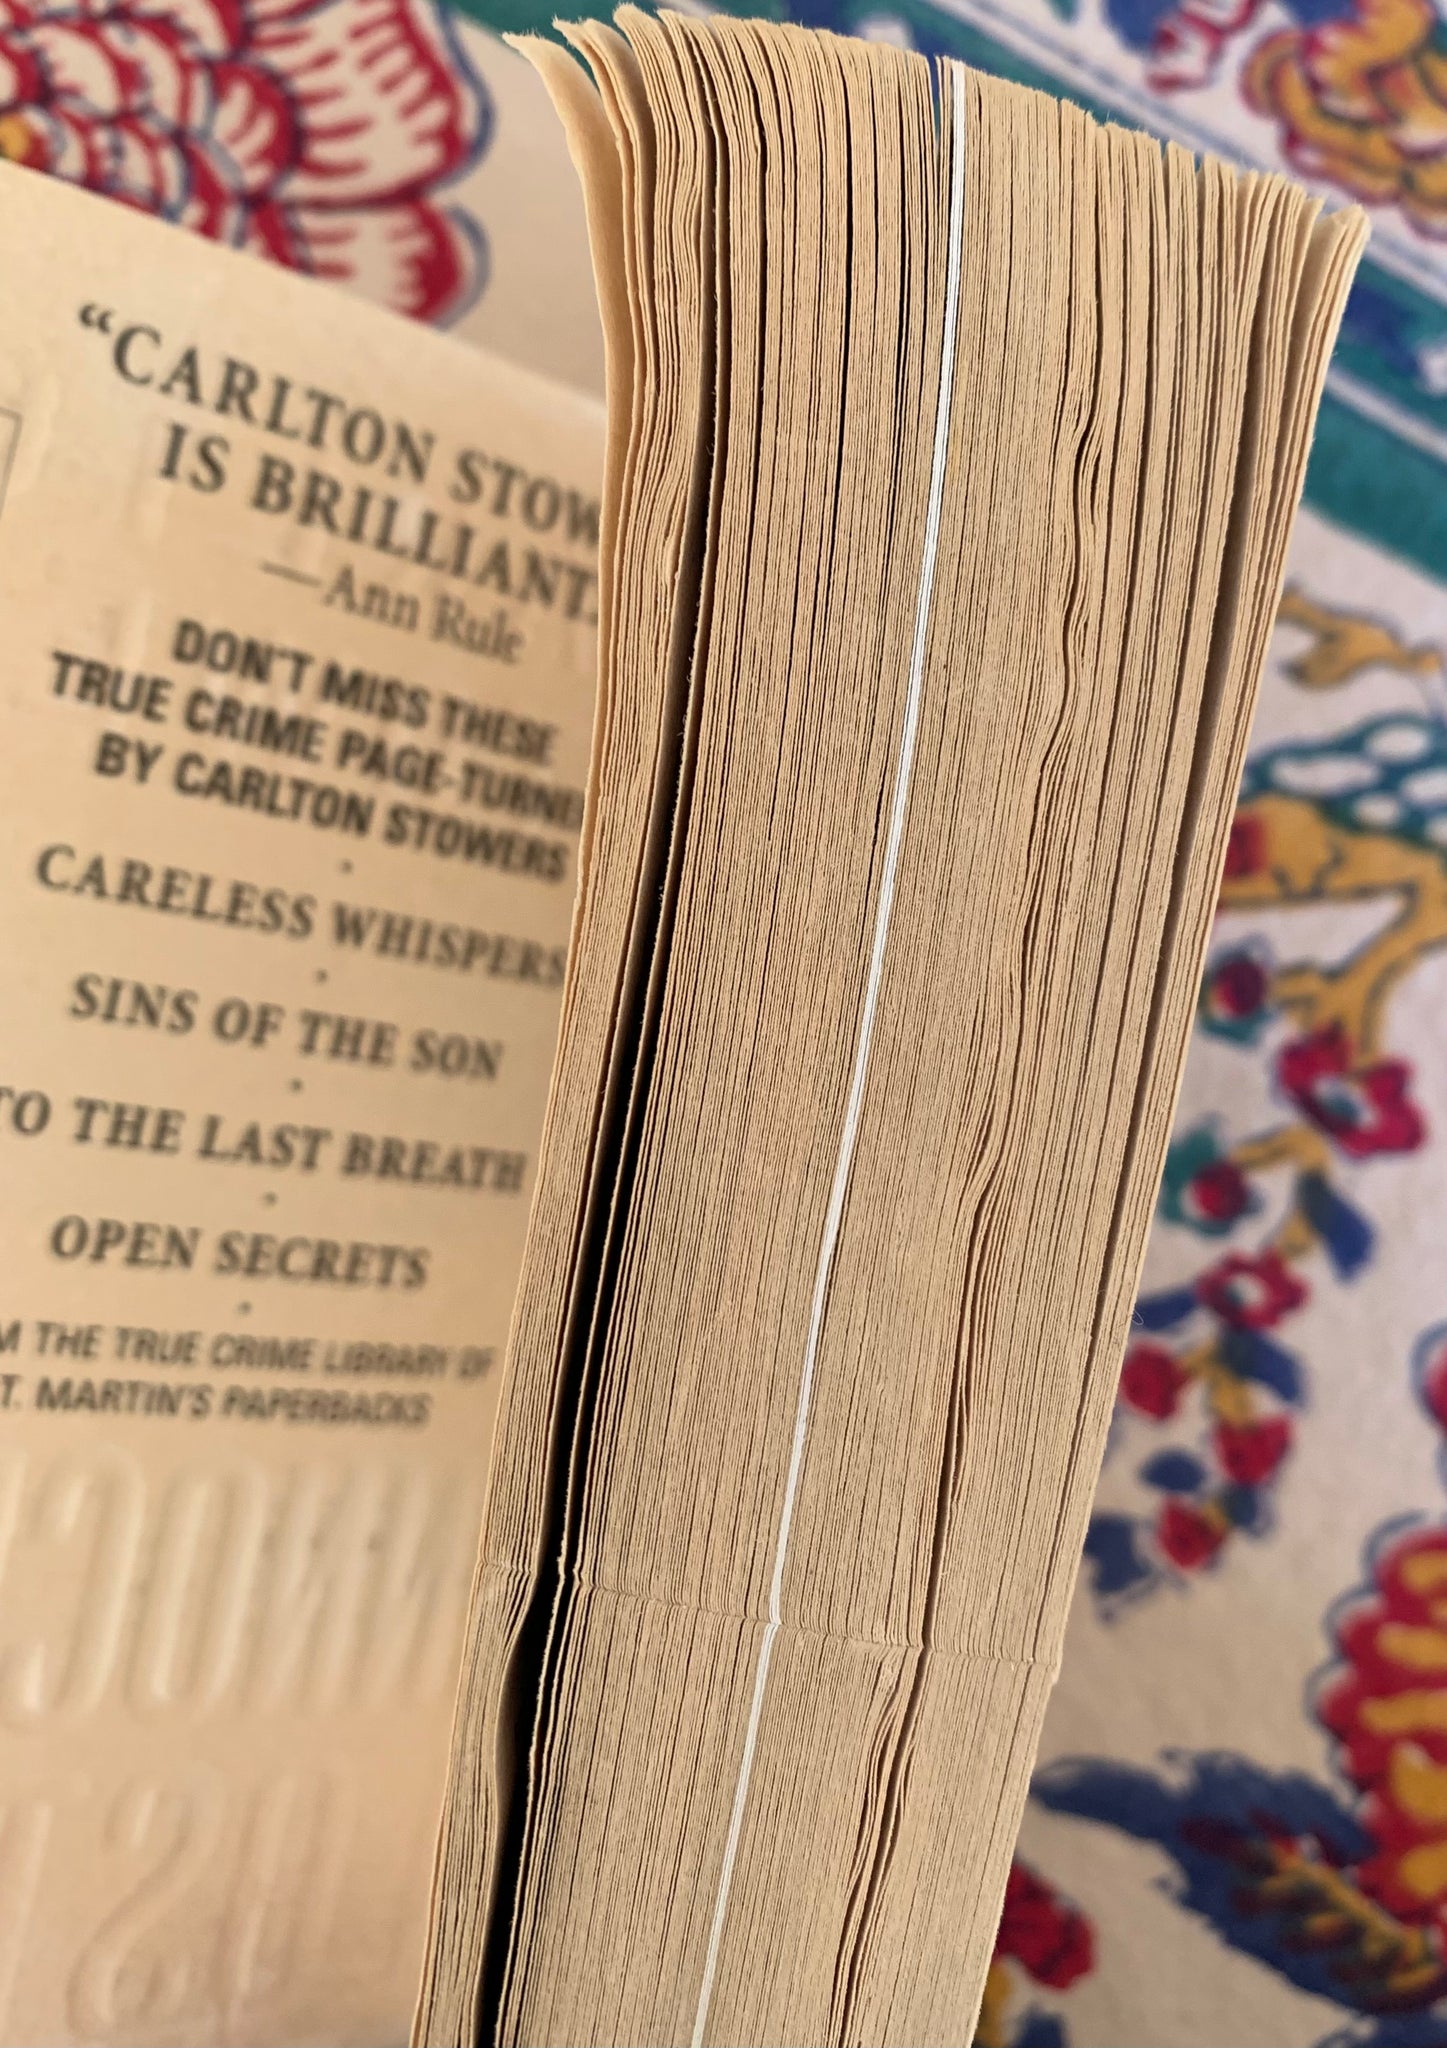 “CARLTON STOW
IS BRILLIANT.
—Ann Rule
DON'T MISS THESE
TRUE CRIME PAGE-TURNE
BY CARLTON STOWERS
CARELESS WHISPERS
SINS OF THE SON
TO THE LAST BREATH
OPEN SECRETS
M THE TRUE CRIME LIBRARY OF
T. MARTIN'S PAPERBACKS